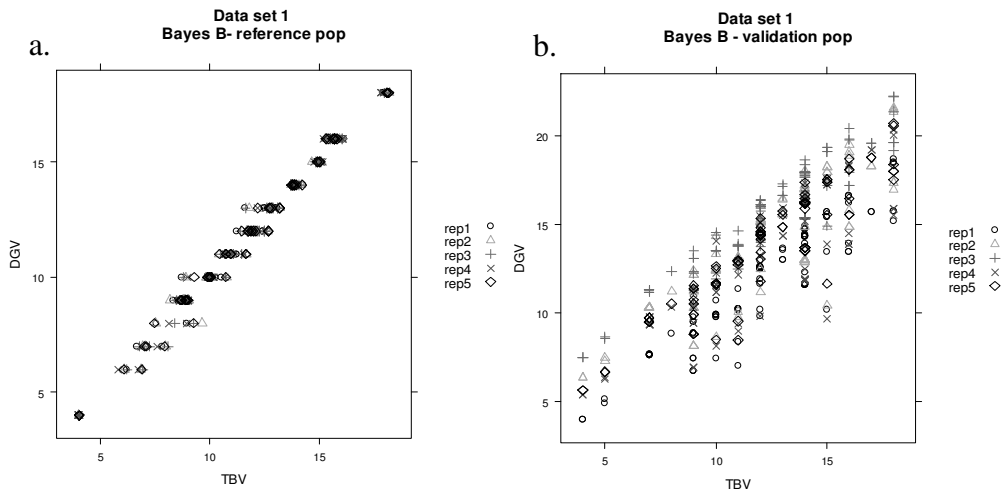 a.
Data set 1
Bayes B- reference pop
DGV
15
10
5
5
10
15
TBV
rep1
rep2
rep3
rep4
rep5
b.
Data set 1
Bayes B - validation pop
DGV
20
15
10
5
5
10
15
TBV
rep1
rep2
rep3
rep4
rep5